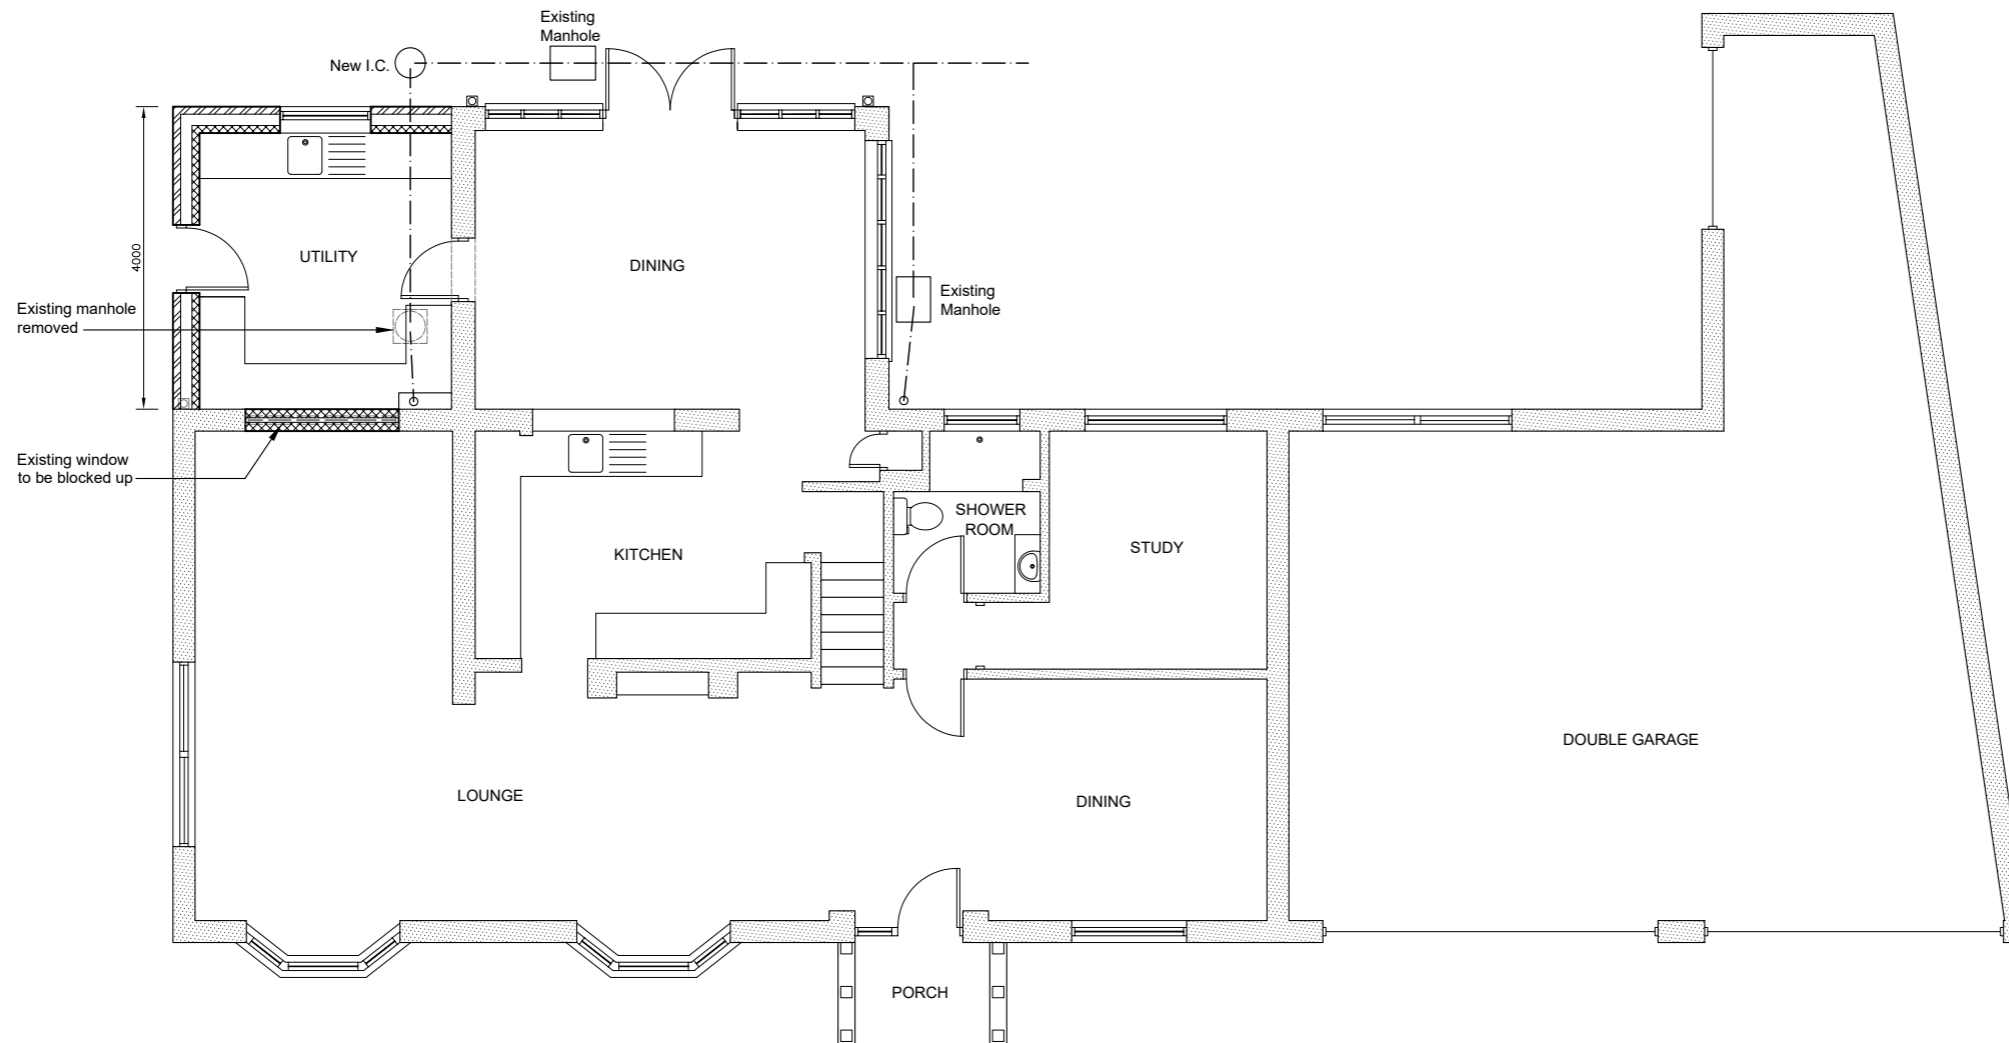 Existing
Manhole
New I.C.
4000
UTILITY
DINING
Existing manhole
removed
Existing
Manhole
Existing window
to be blocked up
KITCHEN
SHOWER
ROOM
STUDY
LOUNGE
DINING
DOUBLE GARAGE
PORCH